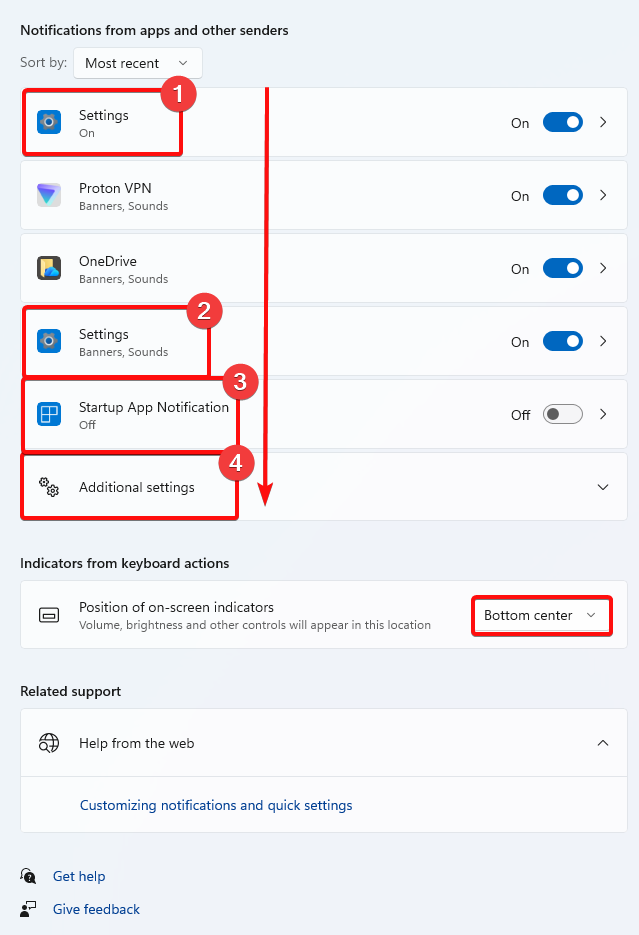 Notifications from apps and other senders
Sort by: Most recent
1
Settings
On
On
Proton VPN
Banners, Sounds
On
OneDrive
Banners, Sounds
On
2
Settings
Banners, Sounds
On
3
Startup App Notification
Off
Off
4
Additional settings
Indicators from keyboard actions
Position of on-screen indicators
Volume, brightness and other controls will appear in this location
Bottom center
Related support
Help from the web
Customizing notifications and quick settings
Get help
Give feedback